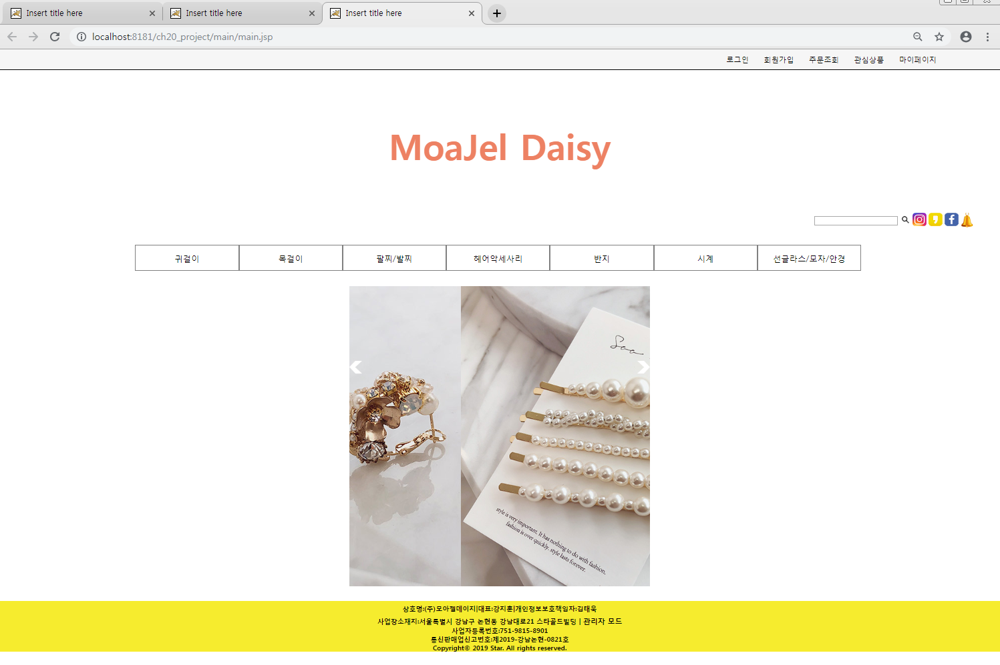 Insert title here
Insert title here
Insert title here
localhost:8181/ch20_project/main/main.jsp
로그인 회원가입 주문조회 관심상품 마이페이지
MoaJel Daisy
귀걸이 목걸이 팔찌/발찌 헤어악세사리 반지 시계 선글라스/모자/안경
Soo
style is very important. It has nothing to do with fashion.
fashion is over quickly. style lasts forever.
상호명:(주)모아젤데이지|대표:강지훈|개인정보보호책임자:김태욱
사업장소재지:서울특별시 강남구 논현동 강남대로21 스타골드빌딩 | 관리자 모드
사업자등록번호:751-9815-8901
통신판매업신고번호:제2019-강남논현-0821호
Copyright© 2019 Star. All rights reserved.